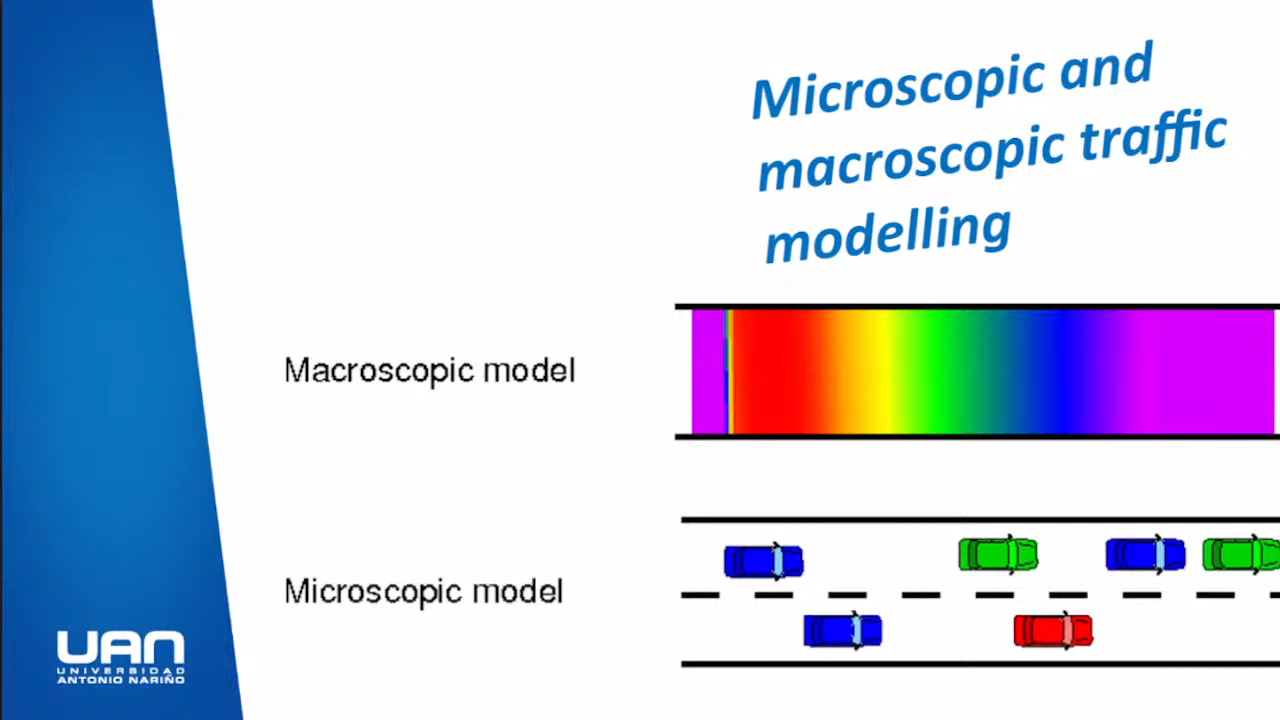 Microscopic and
macroscopic traffic
modelling
Macroscopic model
Microscopic model
UAN
UNIVERSIDAD
ANTONIO NARIÑO